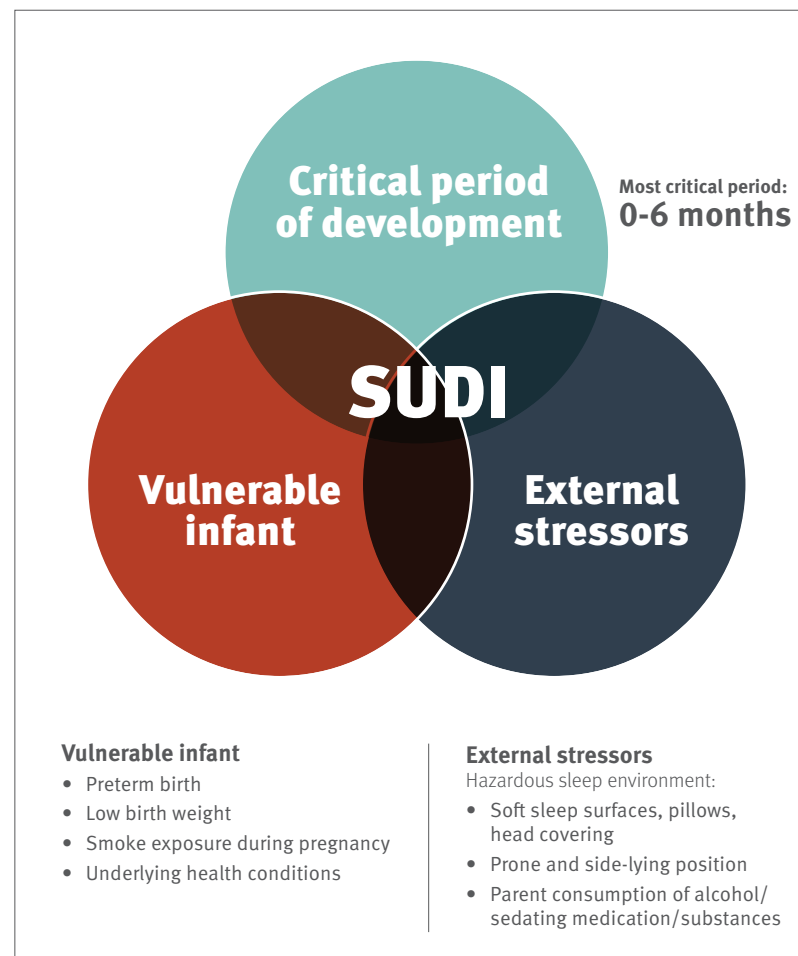 Critical period
of development
Most critical period:
0-6 months
SUDI
Vulnerable
infant
External
stressors
Vulnerable infant
• Preterm birth
• Low birth weight
• Smoke exposure during pregnancy
• Underlying health conditions
External stressors
Hazardous sleep environment:
• Soft sleep surfaces, pillows,
head covering
• Prone and side-lying position
• Parent consumption of alcohol/
sedating medication/substances